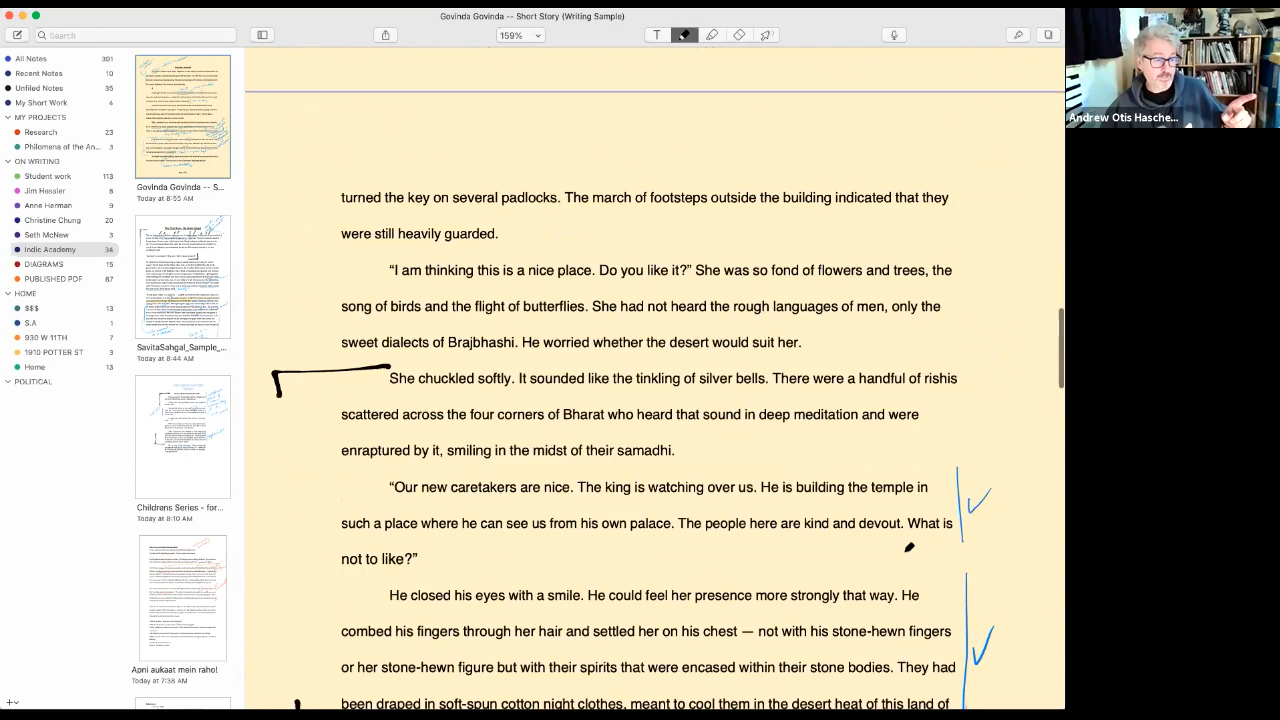 Govinda Govinda -- Short Story (Writing Sample)
Search
159%
T
All Notes 391
Recent Notes 10
Unfiled Notes 35
My Short Work 6
MY PROJECTS
Research 23
Philomena of the An... 3
ON WRITING
Student work 113
Jim Hessler 6
Anne Herman 9
Christine Chung 20
Seth McNew 3
Indic Academy 34
DIAGRAMS 15
PUBLISHED PDF 87
HOME
$$$ 13
S.A 1
930 W 11TH 7
1910 POTTER ST 3
Home 13
POLITICAL
Govinda Govinda -- S...
Today at 8:55 AM
SavitaSahgal_Sample_...
Today at 8:44 AM
Childrens Series - for...
Today at 8:10 AM
Apni aukaat mein raho!
Today at 7:36 AM
turned the key on several padlocks. The march of footsteps outside the building indicated that they
were still heavily guarded.
“I am thinking this is a nice place. Do you like it?” She was so fond of flowers and trees, the
song of birds and the flight of butterflies. She had not heard the rough languages of men, only the
sweet dialects of Brajbhashi. He worried whether the desert would suit her.
She chuckled softly. It sounded like the tinkling of silver bells. There were a handful of rishis
scattered across the four corners of Bharat who heard that sound in deep meditation and were
enraptured by it, smiling in the midst of their samadhi.
“Our new caretakers are nice. The king is watching over us. He is building the temple in
such a place where he can see us from his own palace. The people here are kind and devout. What is
not to like?”
He closed his eyes with a smile. He could feel her presence more strongly that way. He
combed his fingers through her hair and settled her on his chest — not with his stone-hewn fingers
or her stone-hewn figure but with their spirits that were encased within their stone bodies. They had
been draped in soft-spun cotton night clothes, meant to cool them in the desert heat of this land of
Andrew Otis Hasche...